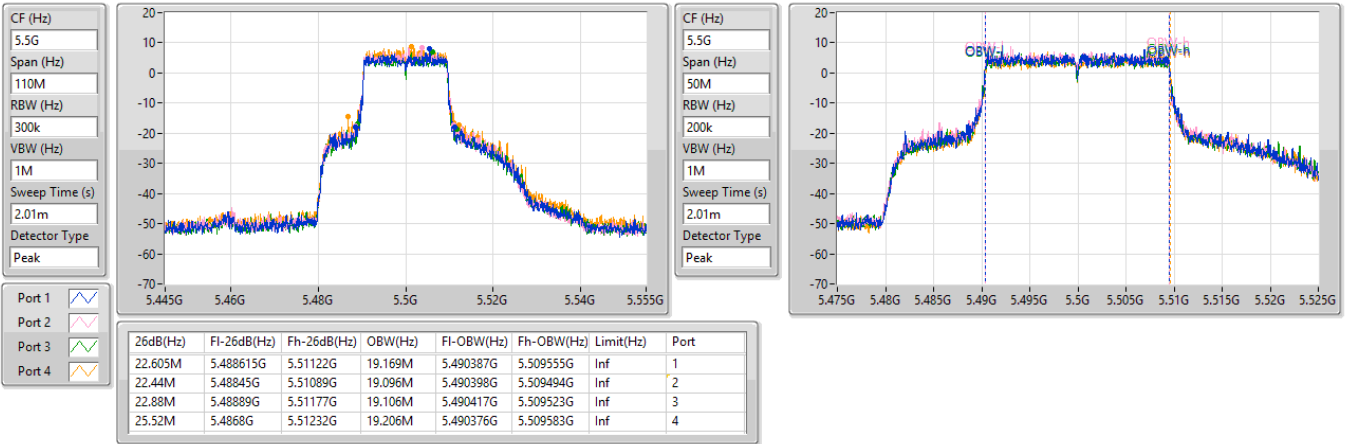 CF (Hz)
5.5G
Span (Hz)
110M
RBW (Hz)
300k
VBW (Hz)
1M
Sweep Time (s)
2.01m
Detector Type
Peak
20-
10-
0-
-10-
-20-
-30-
-40-
-50-
-60-
-70-
5.445G 5.46G 5.48G 5.5G 5.52G 5.54G 5.555G
CF (Hz)
5.5G
Span (Hz)
50M
RBW (Hz)
200k
VBW (Hz)
1M
Sweep Time (s)
2.01m
Detector Type
Peak
20-
10-
0-
-10-
-20-
-30-
-40-
-50-
-60-
-70-
OBW-l OBW-h
5.475G 5.48G 5.485G 5.49G 5.495G 5.5G 5.505G 5.51G 5.515G 5.52G 5.525G
Port 1
Port 2
Port 3
Port 4
26dB(Hz) Fl-26dB(Hz) Fh-26dB(Hz) OBW(Hz) Fl-OBW(Hz) Fh-OBW(Hz) Limit(Hz) Port
22.605M 5.488615G 5.51122G 19.169M 5.490387G 5.509555G Inf 1
22.44M 5.48845G 5.51089G 19.096M 5.490398G 5.509494G Inf 2
22.88M 5.48889G 5.51177G 19.106M 5.490417G 5.509523G Inf 3
25.52M 5.4868G 5.51232G 19.206M 5.490376G 5.509583G Inf 4